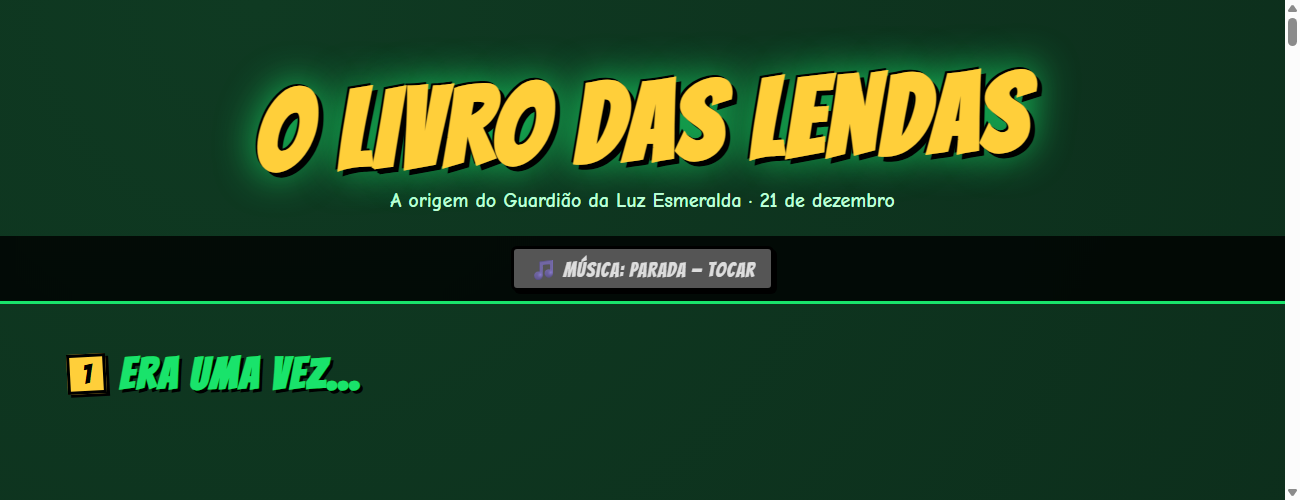 O LIVRO DAS LENDAS
A origem do Guardião da Luz Esmeralda · 21 de dezembro
🎵 MÚSICA: PARADA — TOCAR
1 ERA UMA VEZ...